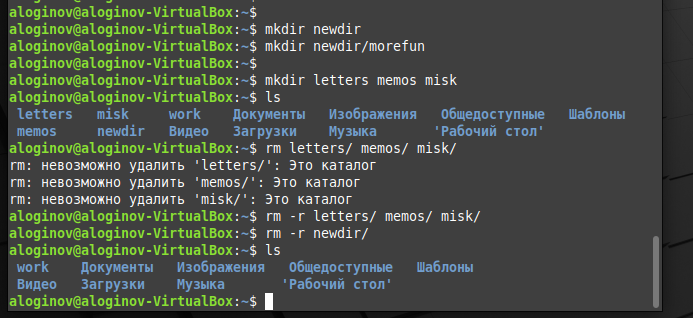 aloginov@aloginov-VirtualBox:~$
aloginov@aloginov-VirtualBox:~$ mkdir newdir
aloginov@aloginov-VirtualBox:~$ mkdir newdir/morefun
aloginov@aloginov-VirtualBox:~$
aloginov@aloginov-VirtualBox:~$ mkdir letters memos misk
aloginov@aloginov-VirtualBox:~$ ls
letters misk work Документы Изображения Общедоступные Шаблоны
memos newdir Видео Загрузки Музыка 'Рабочий стол'
aloginov@aloginov-VirtualBox:~$ rm letters/ memos/ misk/
rm: невозможно удалить 'letters/': Это каталог
rm: невозможно удалить 'memos/': Это каталог
rm: невозможно удалить 'misk/': Это каталог
aloginov@aloginov-VirtualBox:~$ rm -r letters/ memos/ misk/
aloginov@aloginov-VirtualBox:~$ rm -r newdir/
aloginov@aloginov-VirtualBox:~$ ls
work Документы Изображения Общедоступные Шаблоны
Видео Загрузки Музыка 'Рабочий стол'
aloginov@aloginov-VirtualBox:~$